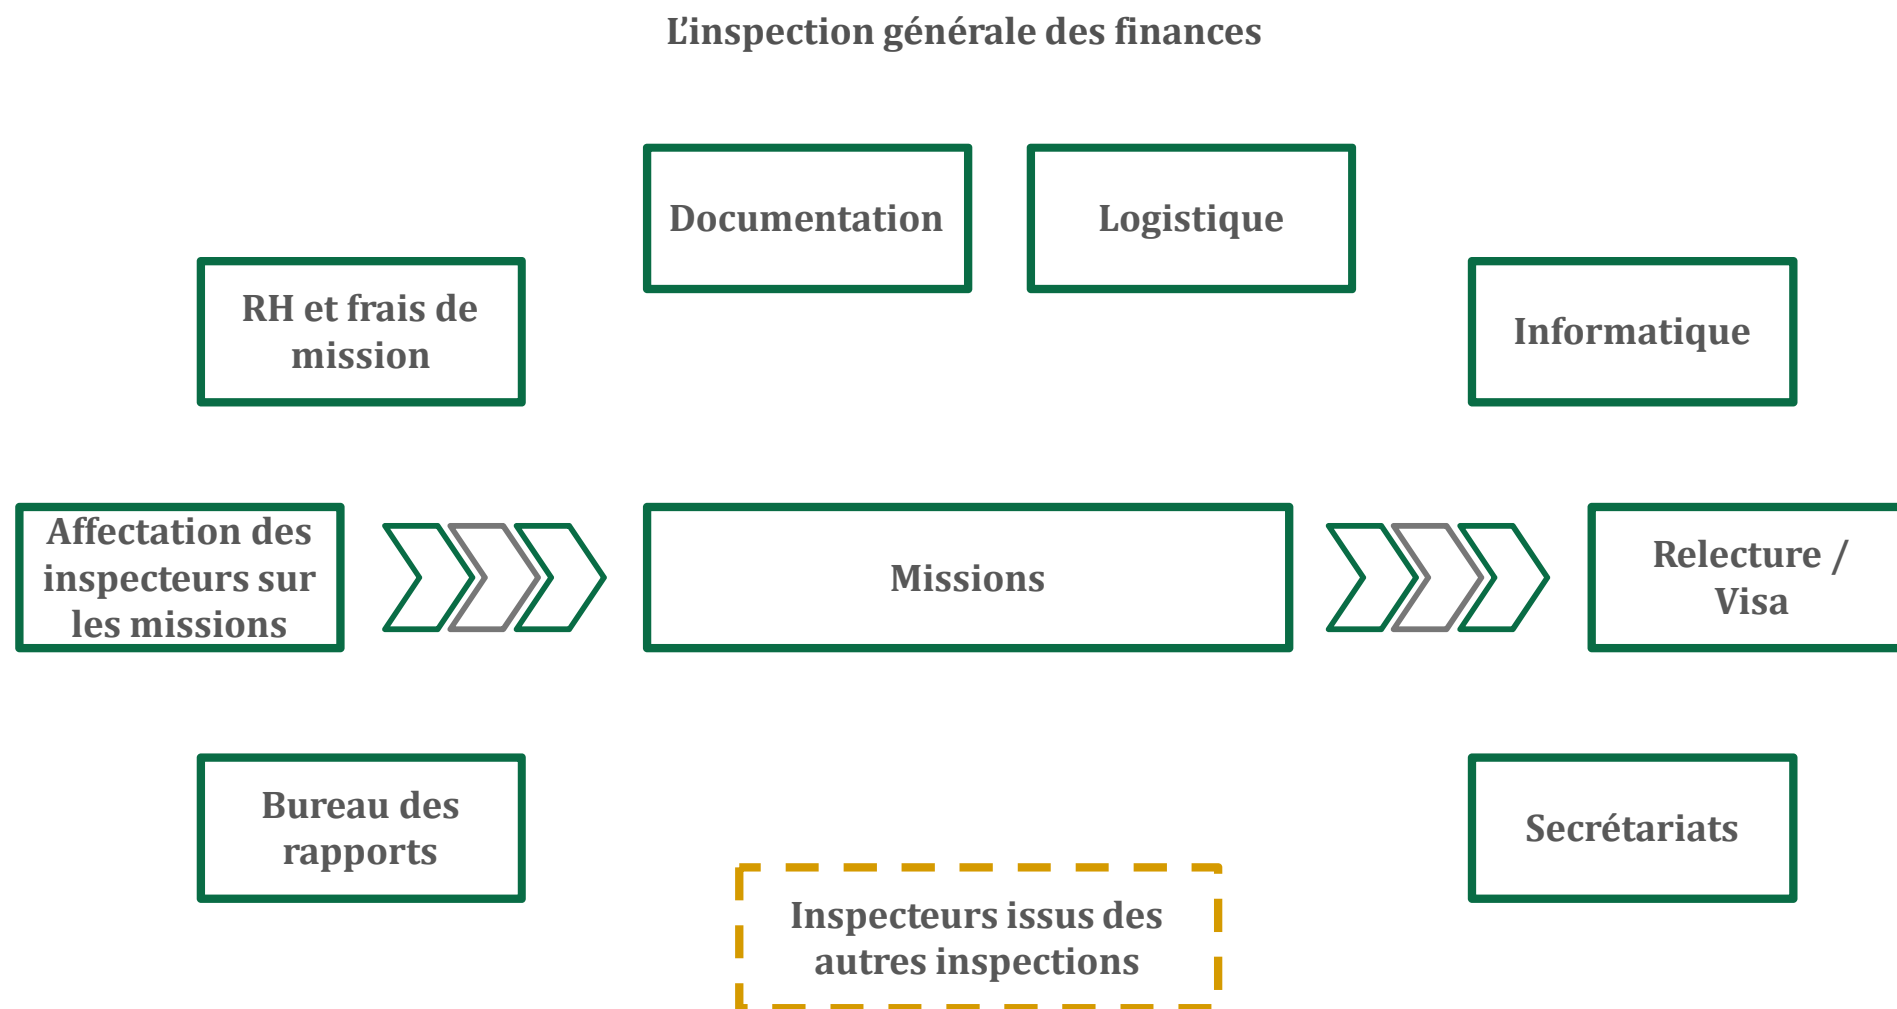 L'inspection générale des finances
Documentation
Logistique
RH et frais de
mission
Informatique
Affectation des
inspecteurs sur
les missions
Missions
Relecture /
Visa
Bureau des
rapports
Secrétariats
Inspecteurs issus des
autres inspections